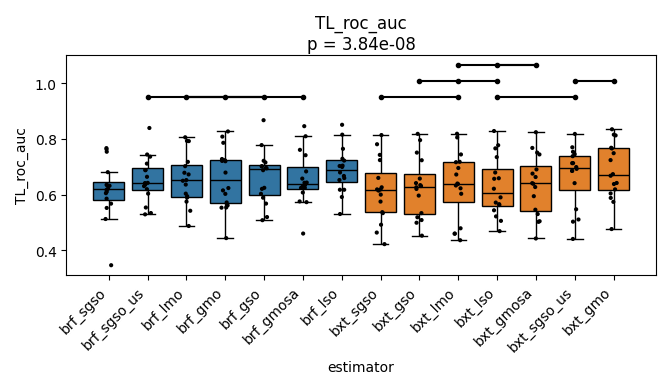 TL_roc_auc
p = 3.84e-08
TL_roc_auc
1.0
0.8
0.6
0.4
brf_sgso
brf_sgso_us
brf_lmo
brf_gmo
brf_gso
brf_gmosa
brf_lso
bxt_sgso
bxt_gso
bxt_lmo
bxt_lso
bxt_gmosa
bxt_sgso_us
bxt_gmo
estimator